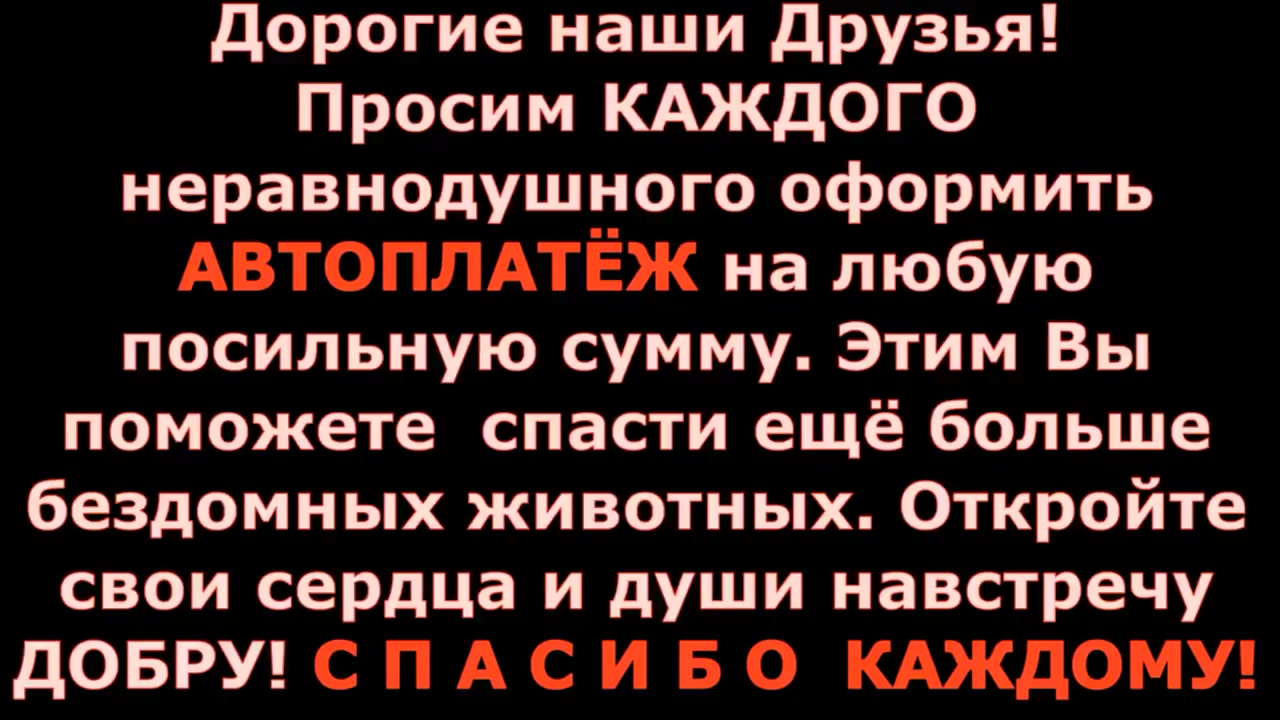 Дорогие наши Друзья!
Просим КАЖДОГО
неравнодушного оформить
АВТОПЛАТЁЖ на любую
посильную сумму. Этим Вы
поможете  спасти ещё больше
бездомных животных. Откройте
свои сердца и души навстречу
ДОБРУ! С П А С И Б О  КАЖДОМУ!